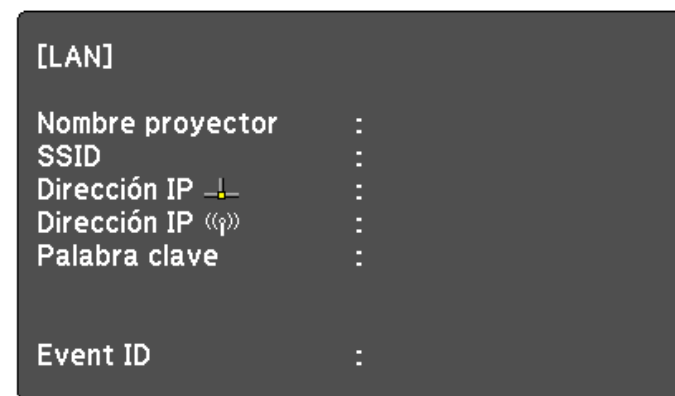 [LAN]
Nombre proyector :
SSID :
Dirección IP :
Dirección IP :
Palabra clave :
Event ID :